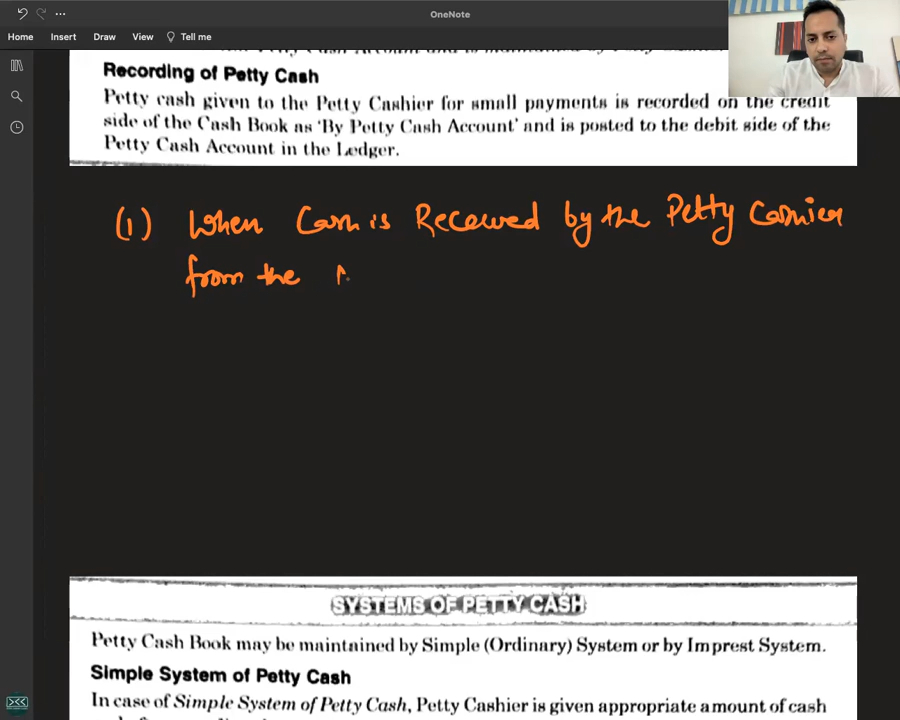 OneNote
Home Insert Draw View Tell me
Recording of Petty Cash
Petty cash given to the Petty Cashier for small payments is recorded on the credit
side of the Cash Book as 'By Petty Cash Account' and is posted to the debit side of the
Petty Cash Account in the Ledger.
(1) When Cash is Received by the Petty Cashier
from the
SYSTEMS OF PETTY CASH
Petty Cash Book may be maintained by Simple (Ordinary) System or by Imprest System.
Simple System of Petty Cash
In case of Simple System of Petty Cash, Petty Cashier is given appropriate amount of cash